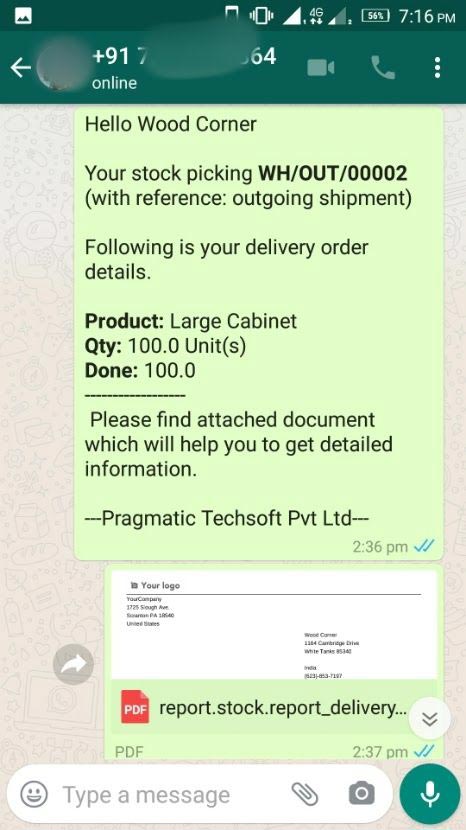 4G 56% 7:16 PM
+91 7 64
online
Hello Wood Corner
Your stock picking WH/OUT/00002
(with reference: outgoing shipment)
Following is your delivery order
details.
Product: Large Cabinet
Qty: 100.0 Unit(s)
Done: 100.0
------------------
Please find attached document
which will help you to get detailed
information.
---Pragmatic Techsoft Pvt Ltd---
2:36 pm
Your logo
YourCompany
1725 Slough Ave.
Scranton PA 18540
United States
Wood Corner
1164 Cambridge Drive
White Tanks 85340
India
(623)-853-7197
PDF report.stock.report_delivery...
PDF 2:37 pm
Type a message